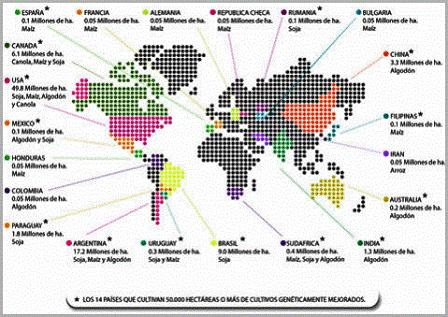 ESPAÑA★
0.1 Millones de ha.
Maíz
FRANCIA
0.05 Millones de ha.
Maíz
ALEMANIA
0.05 Millones de ha.
Maíz
REPUBLICA CHECA
0.05 Millones de ha.
Maíz
RUMANIA★
0.1 Millones de ha.
Soja
BULGARIA
0.05 Millones de ha.
Maíz
CANADA★
6.1 Millones de ha.
Canola, Maíz y Soja
USA★
49.8 Millones de ha.
Soja, Maíz, Algodón
y Canola
MEXICO★
0.1 Millones de ha.
Algodón y Soja
HONDURAS
0.05 Millones de ha.
Maíz
COLOMBIA
0.05 Millones de ha.
Algodón
PARAGUAY★
1.8 Millones de ha.
Soja
CHINA★
3.3 Millones de ha.
Algodón
FILIPINAS★
0.1 Millones de ha.
Maíz
IRAN
0.05 Millones de ha.
Arroz
AUSTRALIA★
0.2 Millones de ha.
Algodón
ARGENTINA★
17.2 Millones de ha.
Soja, Maíz y Algodón
URUGUAY★
0.3 Millones de ha.
Soja y Maíz
BRASIL★
9.0 Millones de ha.
Soja
SUDAFRICA★
0.4 Millones de ha.
Maíz, Soja y Algodón
INDIA★
1.3 Millones de ha.
Algodón
★ LOS 14 PAÍSES QUE CULTIVAN 50.000 HECTÁREAS O MÁS DE CULTIVOS GENÉTICAMENTE MEJORADOS.